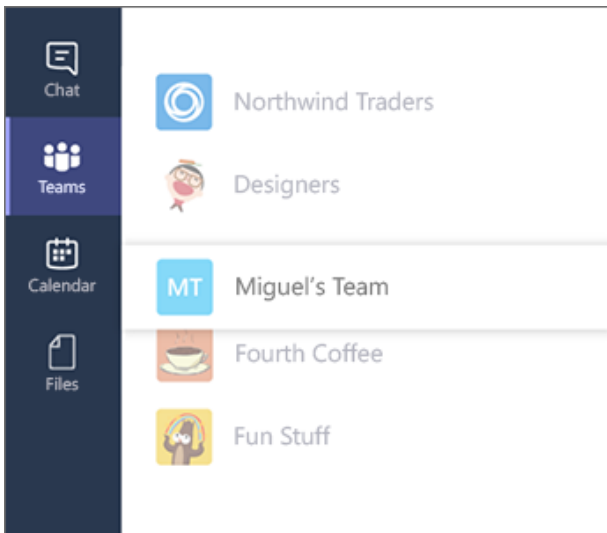 Chat
Teams
Calendar
Files
Northwind Traders
Designers
MT
Miguel's Team
Fourth Coffee
Fun Stuff